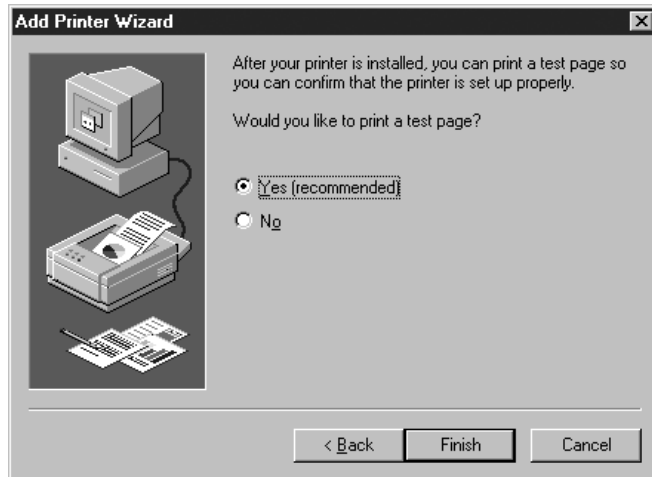 Add Printer Wizard
After your printer is installed, you can print a test page so
you can confirm that the printer is set up properly.
Would you like to print a test page?
Yes (recommended)
No
< Back
Finish
Cancel